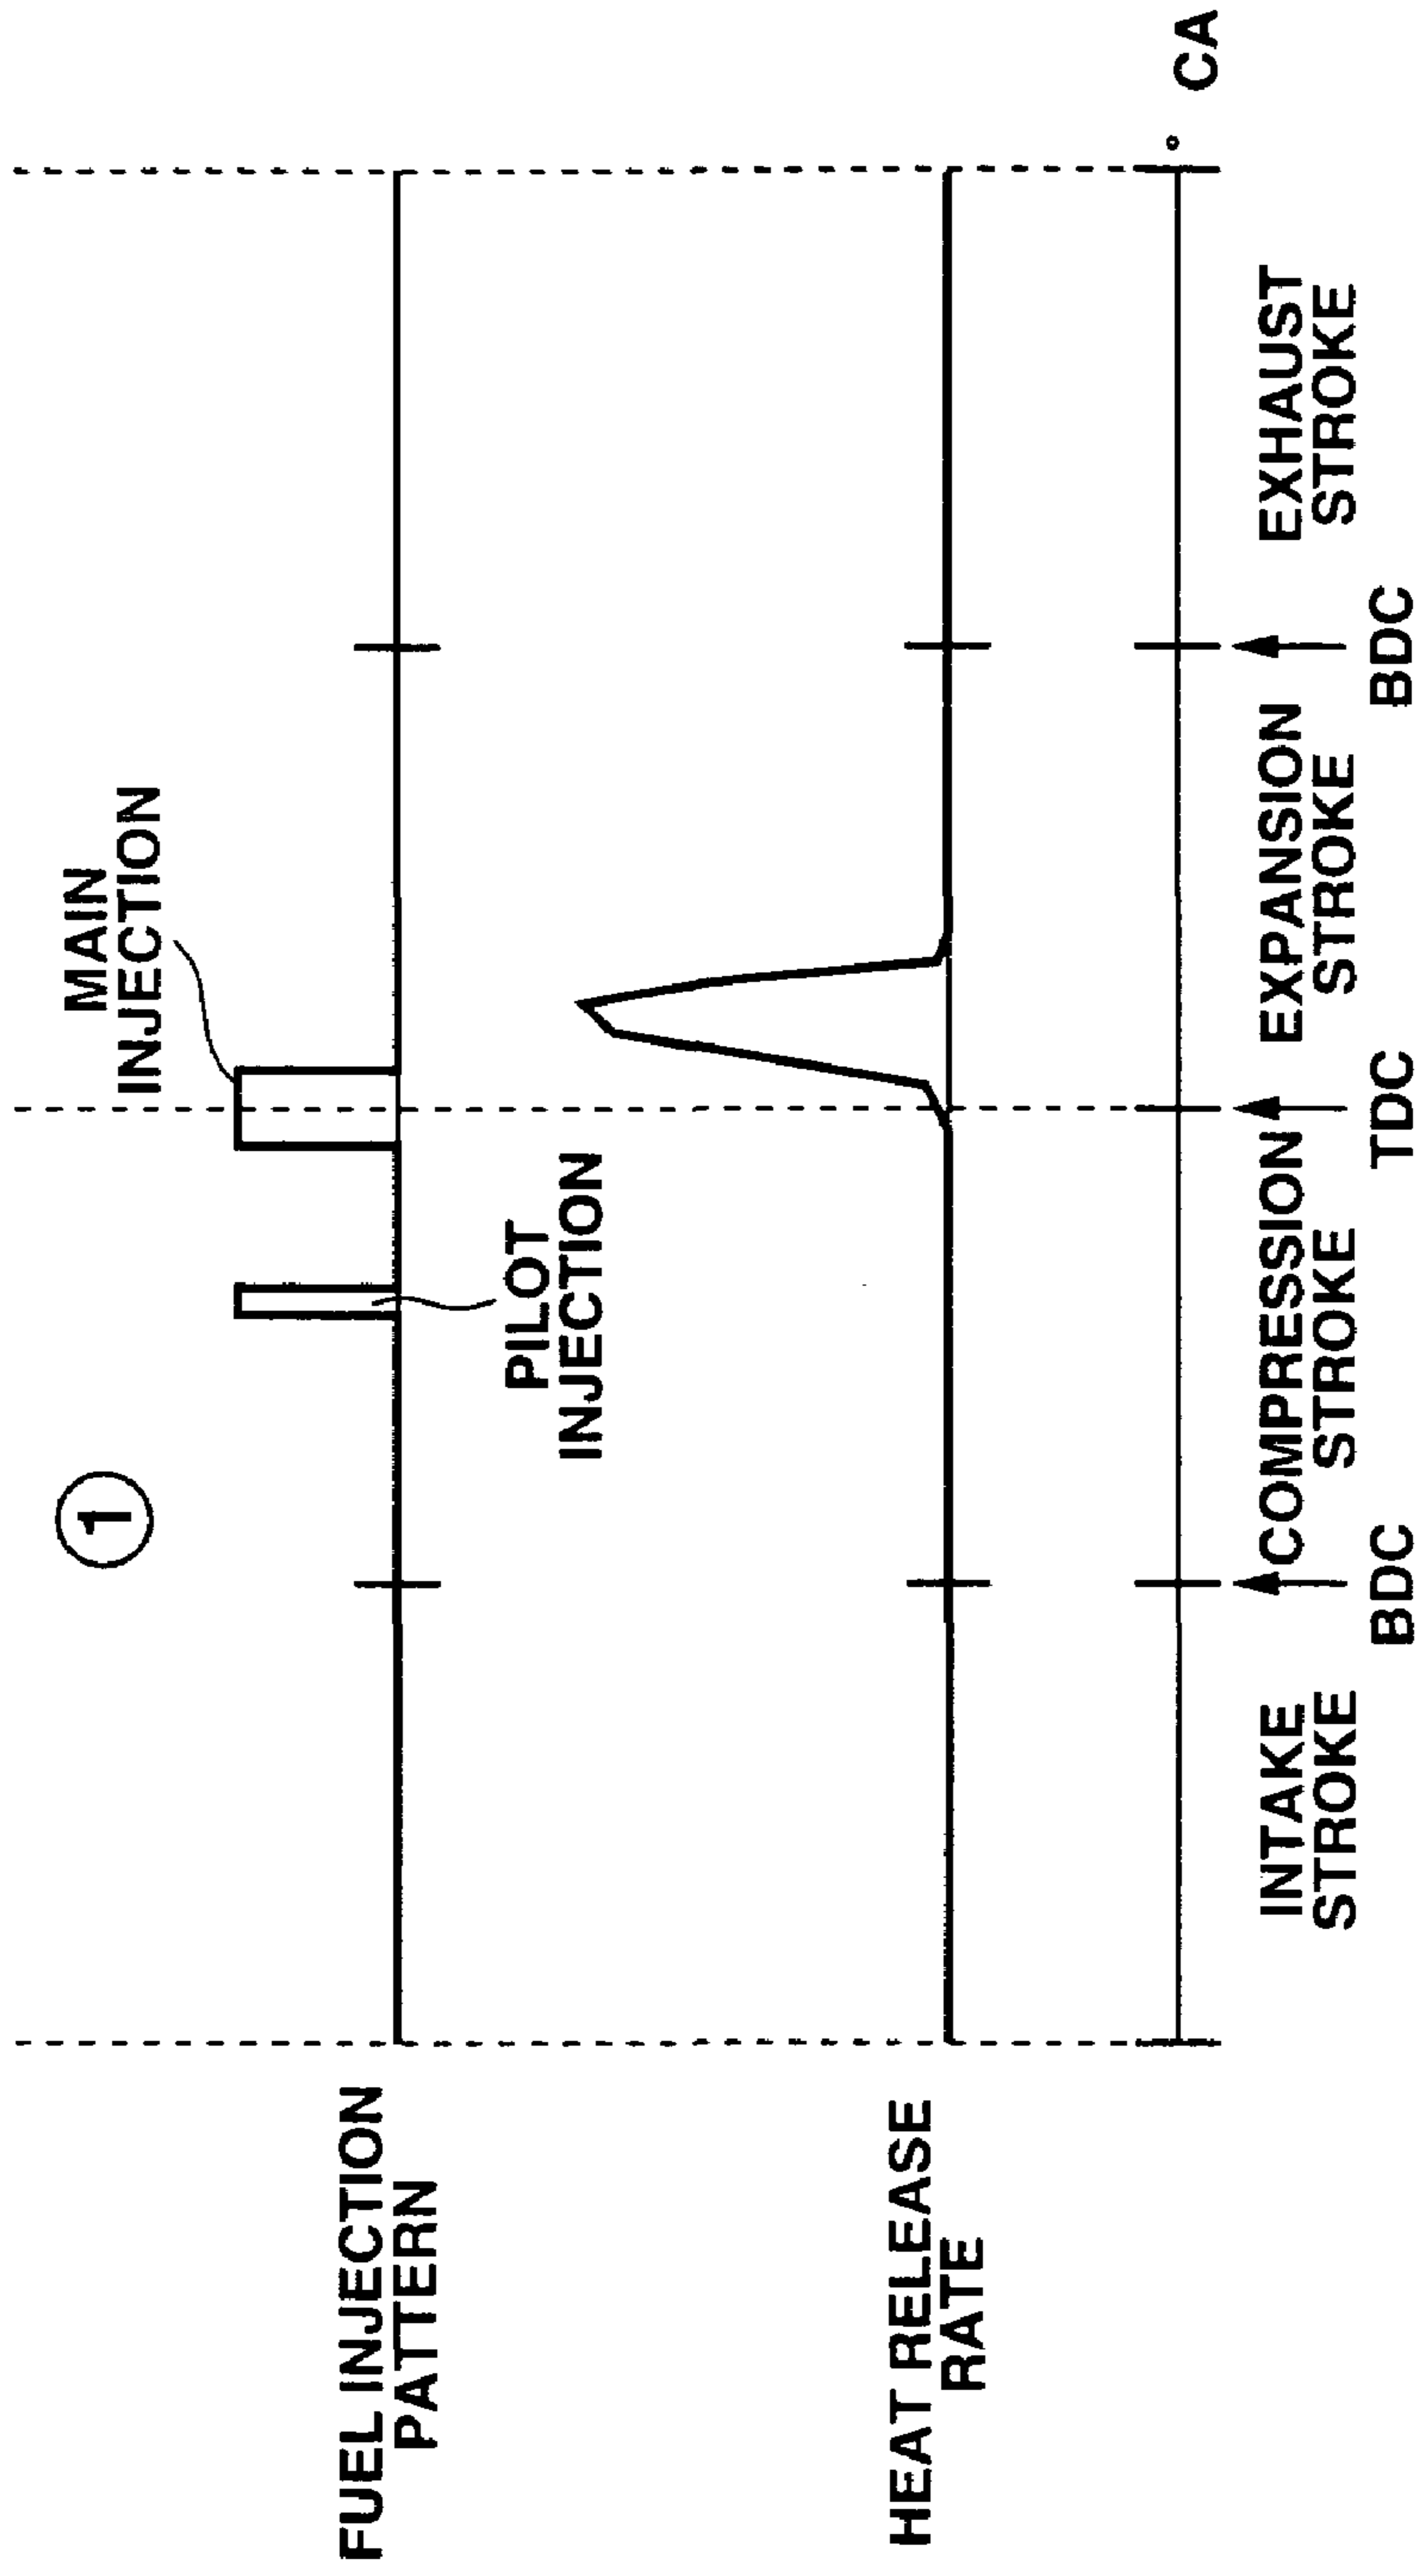 ①
MAIN
INJECTION
FUEL INJECTION
PATTERN
PILOT
INJECTION
HEAT RELEASE
RATE
° CA
INTAKE
STROKE
COMPRESSION
STROKE
EXPANSION
STROKE
EXHAUST
STROKE
BDC
TDC
BDC